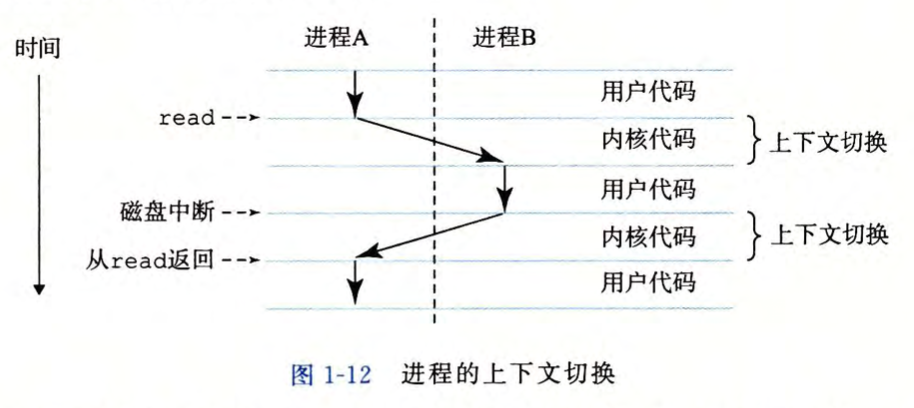 进程A
进程B
时间
用户代码
read
内核代码
上下文切换
用户代码
磁盘中断
内核代码
上下文切换
从read返回
用户代码
图 1-12 进程的上下文切换